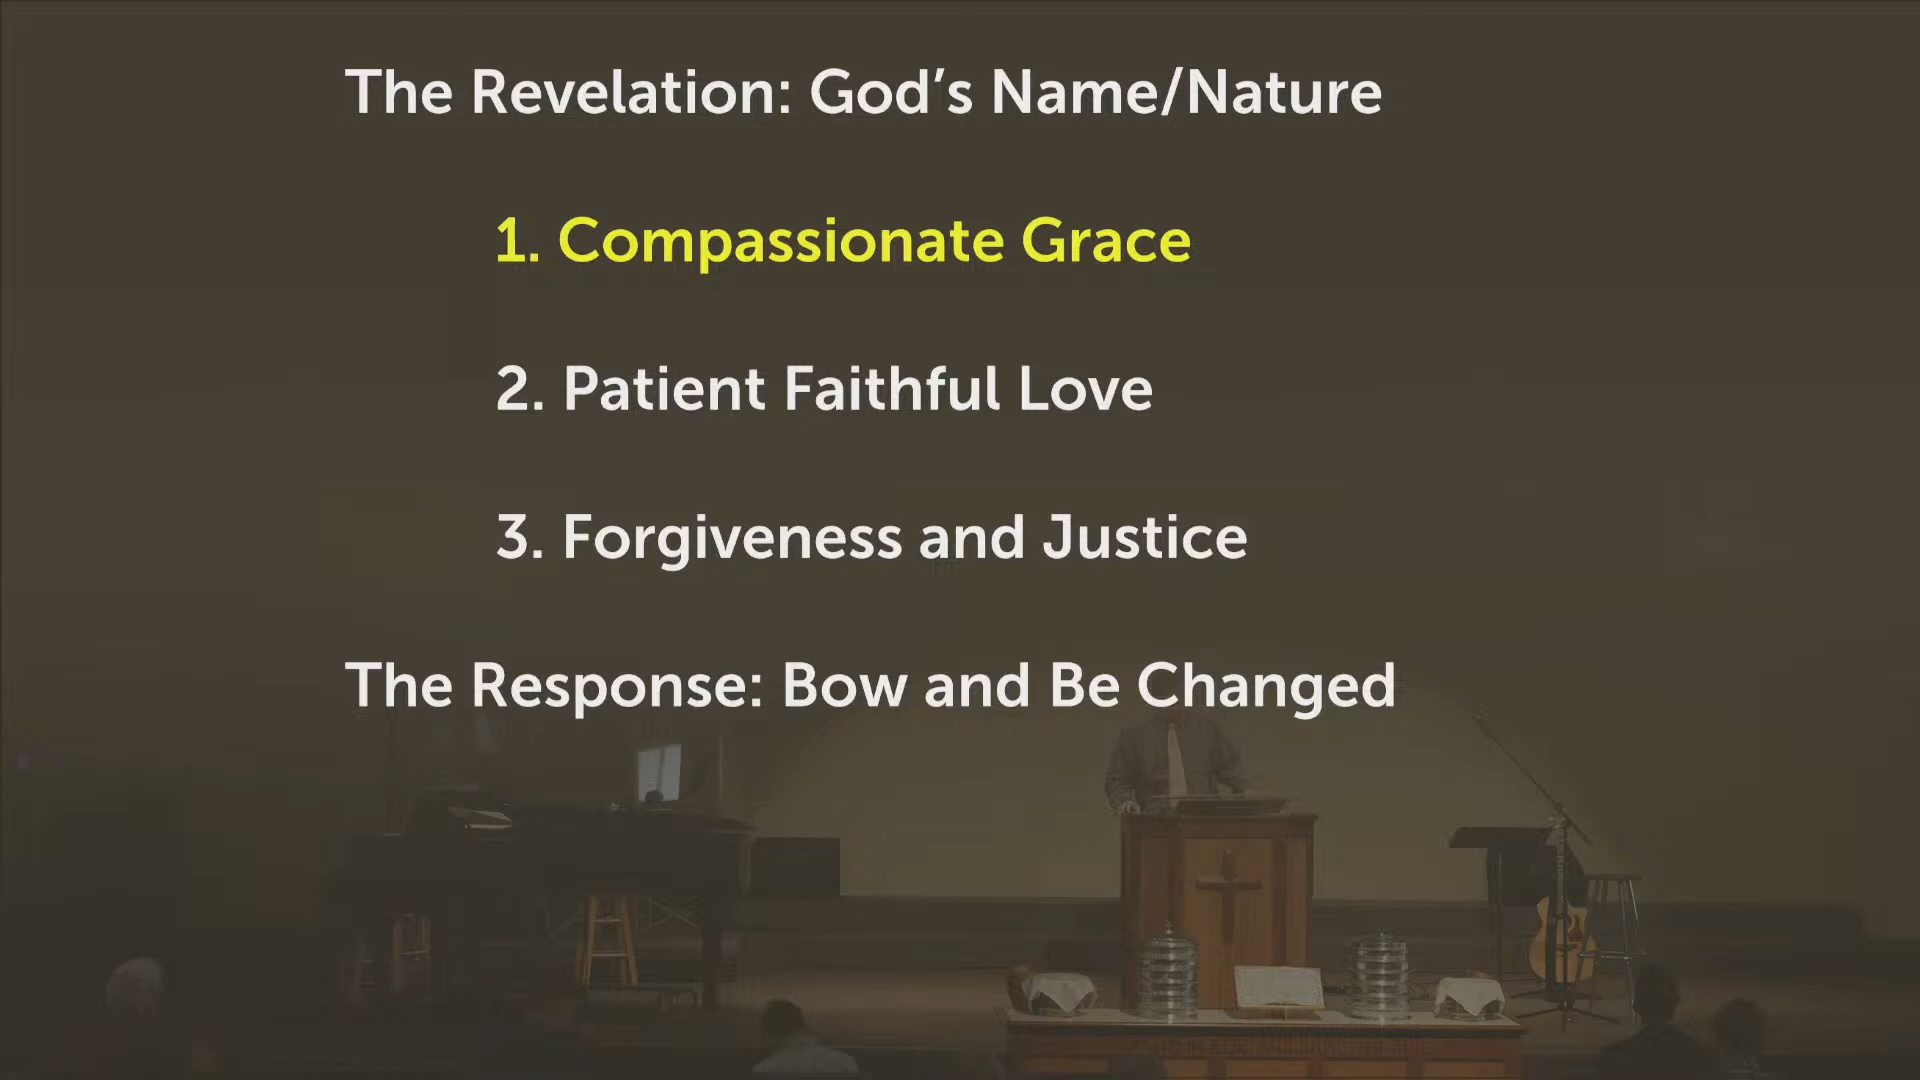 The Revelation: God’s Name/Nature
1. Compassionate Grace
2. Patient Faithful Love
3. Forgiveness and Justice
The Response: Bow and Be Changed